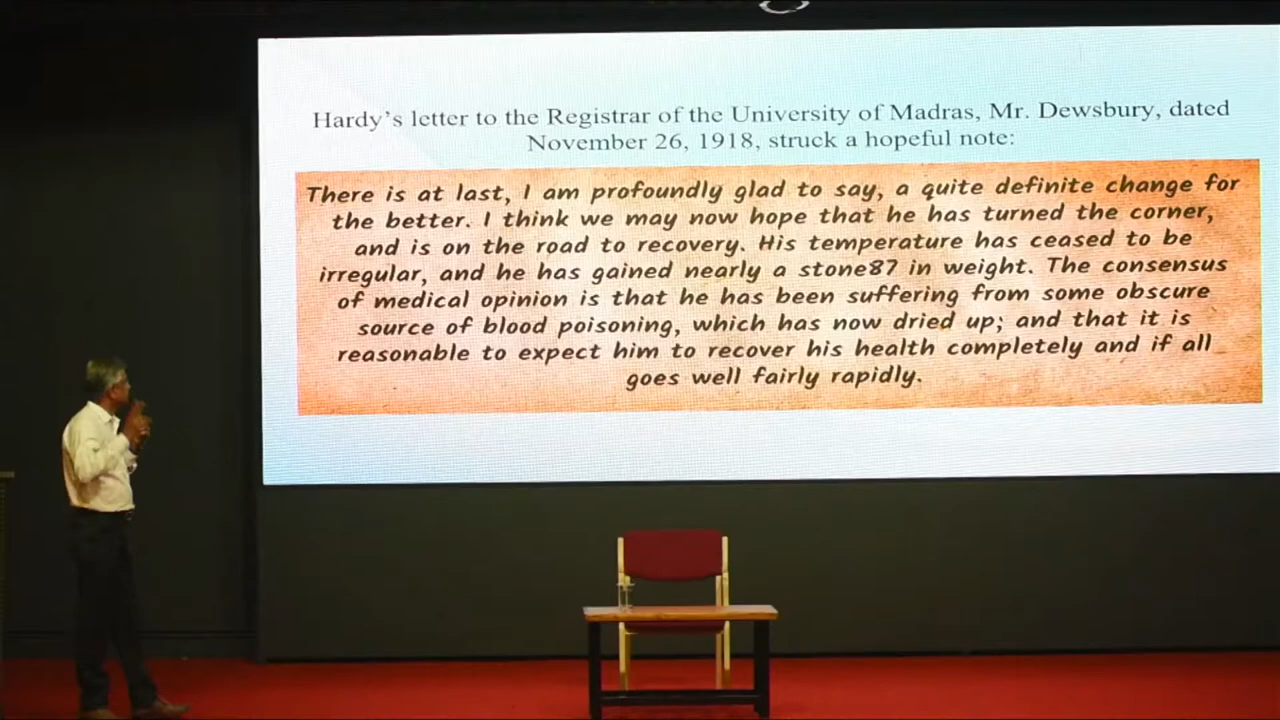 Hardy's letter to the Registrar of the University of Madras, Mr. Dewsbury, dated
November 26, 1918, struck a hopeful note:
There is at last, I am profoundly glad to say, a quite definite change for
the better. I think we may now hope that he has turned the corner,
and is on the road to recovery. His temperature has ceased to be
irregular, and he has gained nearly a stone87 in weight. The consensus
of medical opinion is that he has been suffering from some obscure
source of blood poisoning, which has now dried up; and that it is
reasonable to expect him to recover his health completely and if all
goes well fairly rapidly.